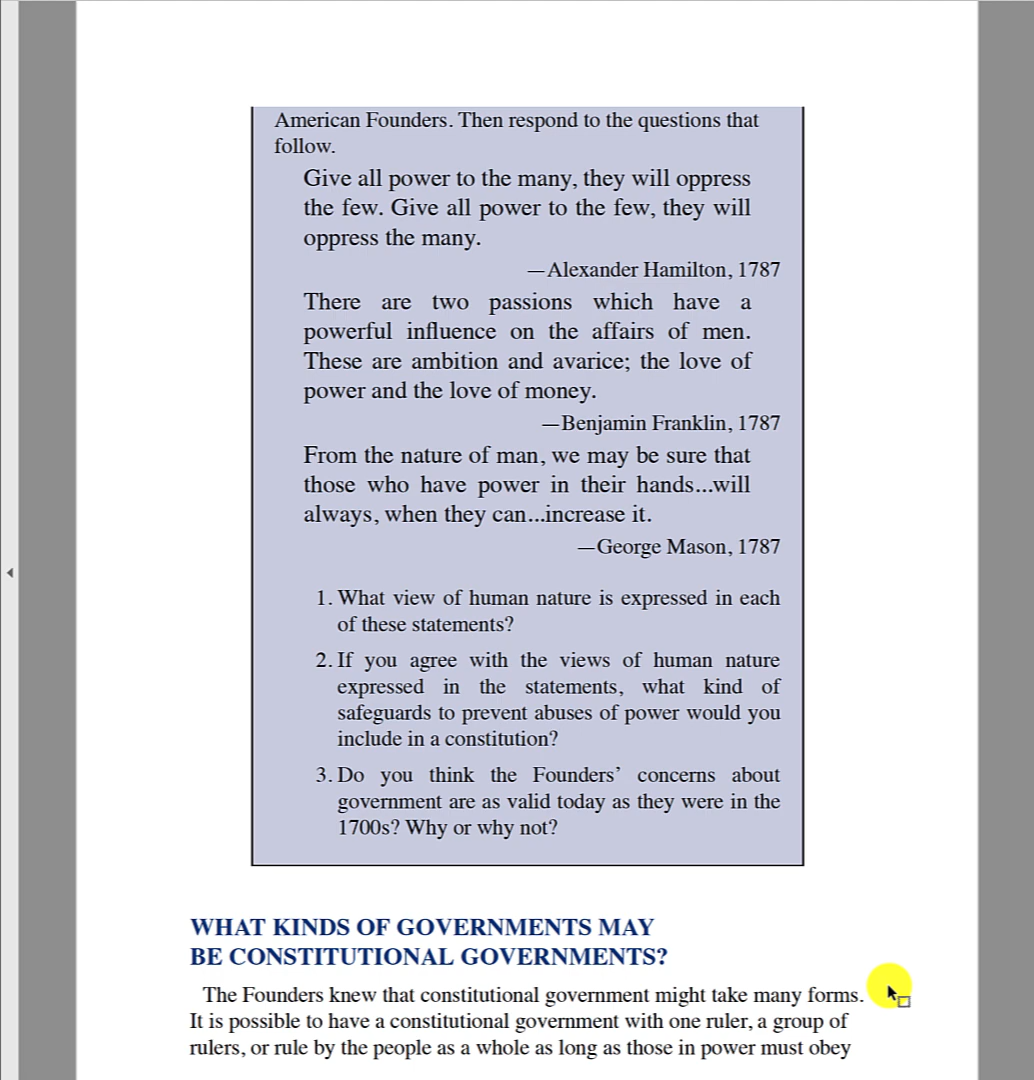 American Founders. Then respond to the questions that
follow.
Give all power to the many, they will oppress
the few. Give all power to the few, they will
oppress the many.
—Alexander Hamilton, 1787
There are two passions which have a
powerful influence on the affairs of men.
These are ambition and avarice; the love of
power and the love of money.
—Benjamin Franklin, 1787
From the nature of man, we may be sure that
those who have power in their hands...will
always, when they can...increase it.
—George Mason, 1787
1. What view of human nature is expressed in each
of these statements?
2. If you agree with the views of human nature
expressed in the statements, what kind of
safeguards to prevent abuses of power would you
include in a constitution?
3. Do you think the Founders’ concerns about
government are as valid today as they were in the
1700s? Why or why not?
WHAT KINDS OF GOVERNMENTS MAY
BE CONSTITUTIONAL GOVERNMENTS?
The Founders knew that constitutional government might take many forms.
It is possible to have a constitutional government with one ruler, a group of
rulers, or rule by the people as a whole as long as those in power must obey